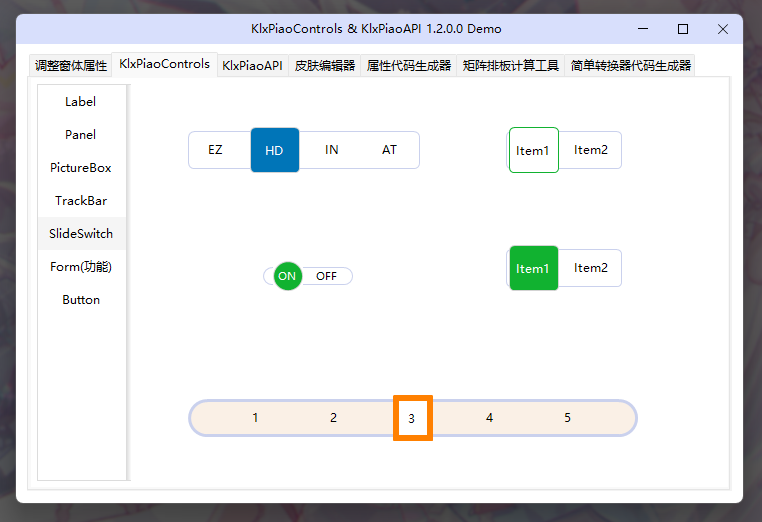 KlxPiaoControls & KlxPiaoAPI 1.2.0.0 Demo
调整窗体属性 KlxPiaoControls KlxPiaoAPI 皮肤编辑器 属性代码生成器 矩阵排板计算工具 简单转换器代码生成器
Label
Panel
PictureBox
TrackBar
SlideSwitch
Form(功能)
Button
EZ HD IN AT
Item1 Item2
ON OFF
Item1 Item2
1 2 3 4 5